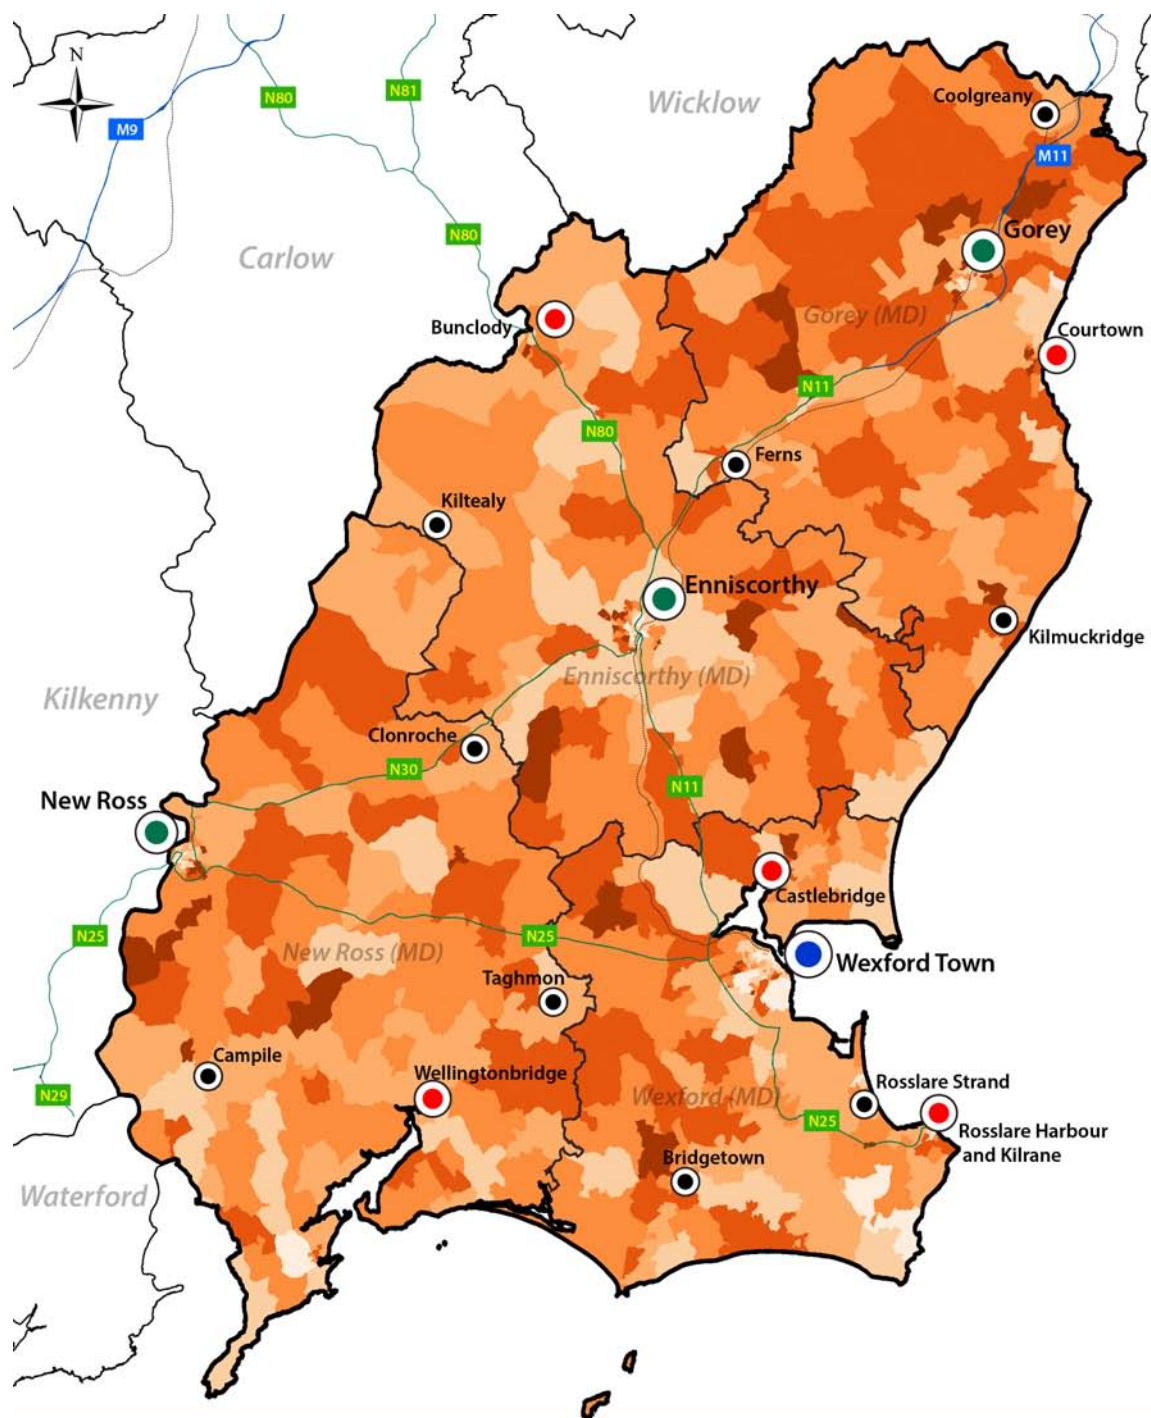 N
N80
N81
Wicklow
Coolgreany
M9
M11
Gorey
N80
Carlow
Bunclody
Gorey (MD)
Courtown
N11
N80
Ferns
Kiltealy
Enniscorthy
Kilmuckridge
Enniscorthy (MD)
Kilkenny
Clonroche
N30
N11
New Ross
Castlebridge
N25
N25
New Ross (MD)
Wexford Town
Taghmon
Campile
Wellingtonbridge
Rosslare Strand
N29
Wexford (MD)
N25
Rosslare Harbour
and Kilrane
Bridgetown
Waterford